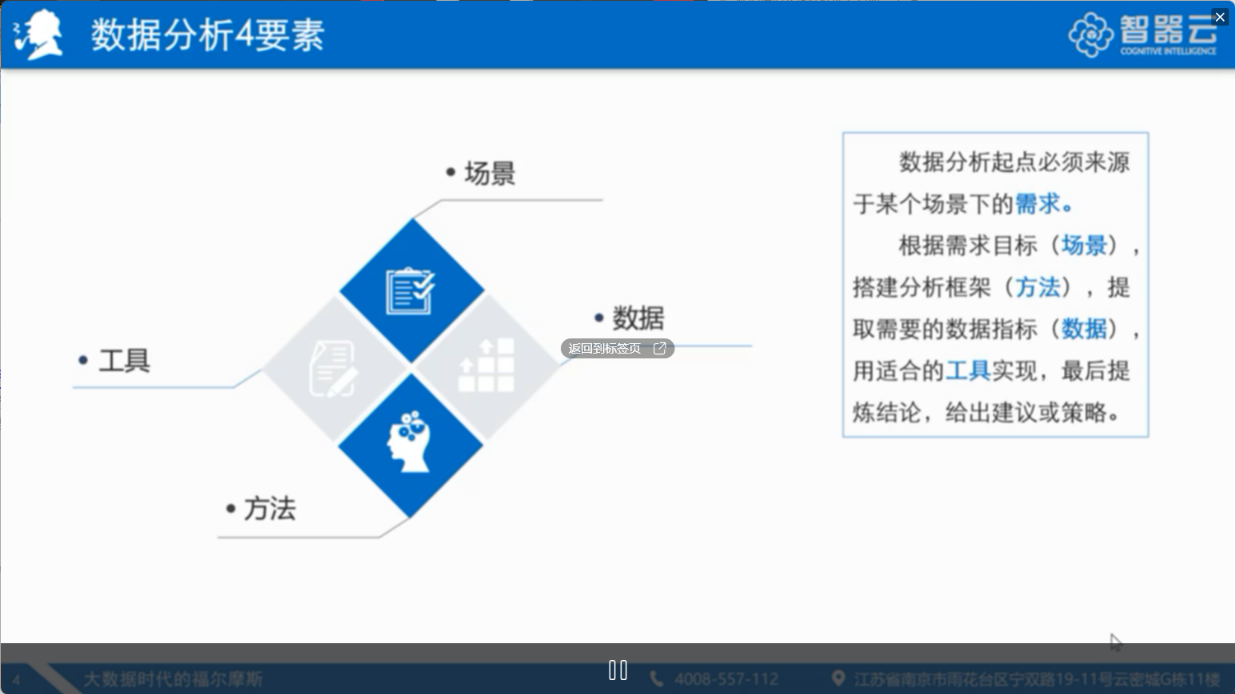 数据分析4要素
智器云
COGNITIVE INTELLIGENCE
• 场景
• 数据
• 工具
• 方法
返回到标签页
数据分析起点必须来源
于某个场景下的需求。
根据需求目标（场景），
搭建分析框架（方法），提
取需要的数据指标（数据），
用适合的工具实现，最后提
炼结论，给出建议或策略。
4
大数据时代的福尔摩斯
4008-557-112
江苏省南京市雨花台区宁双路19-11号云密城G栋11楼